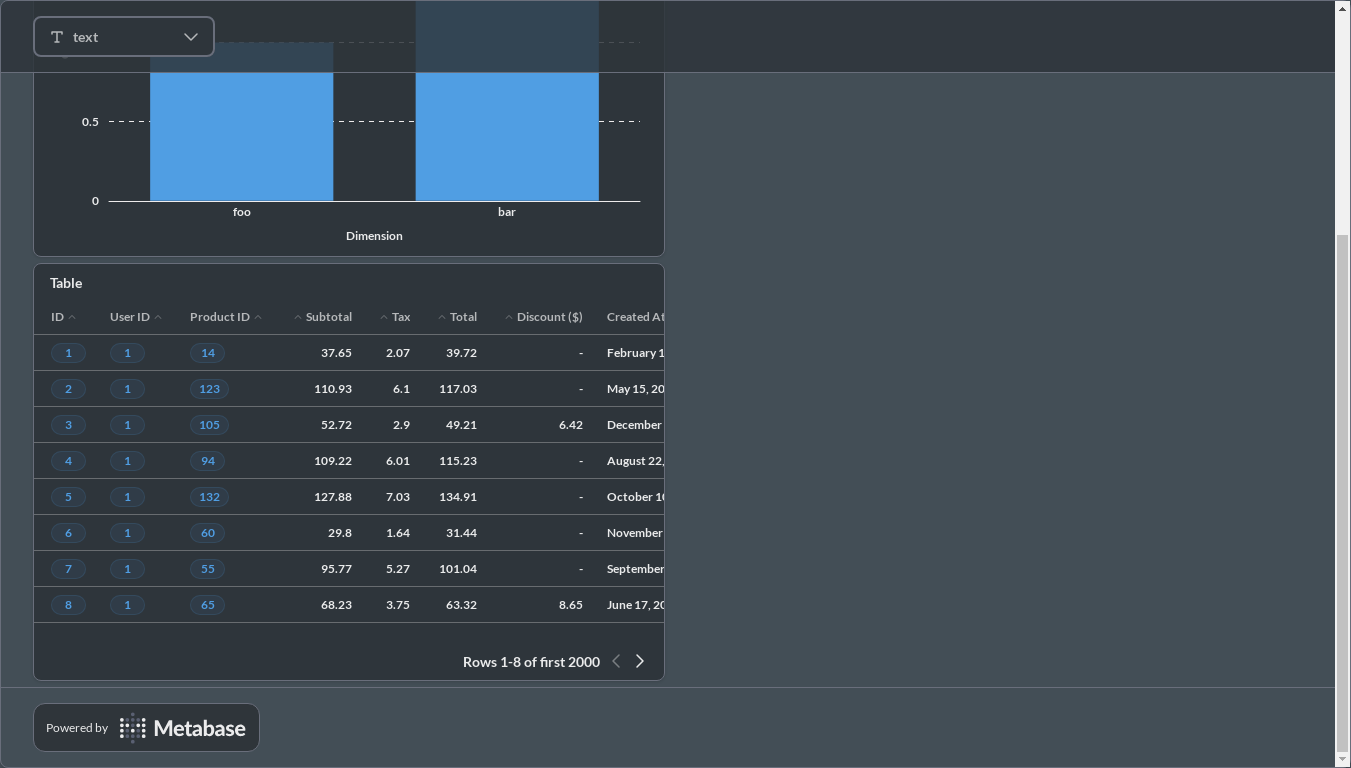 text
0.5
0
foo bar
Dimension
Table
ID User ID Product ID Subtotal Tax Total Discount ($) Created At
1 1 14 37.65 2.07 39.72 - February 1
2 1 123 110.93 6.1 117.03 - May 15, 20
3 1 105 52.72 2.9 49.21 6.42 December
4 1 94 109.22 6.01 115.23 - August 22,
5 1 132 127.88 7.03 134.91 - October 10
6 1 60 29.8 1.64 31.44 - November
7 1 55 95.77 5.27 101.04 - September
8 1 65 68.23 3.75 63.32 8.65 June 17, 20
Rows 1-8 of first 2000
Powered by Metabase